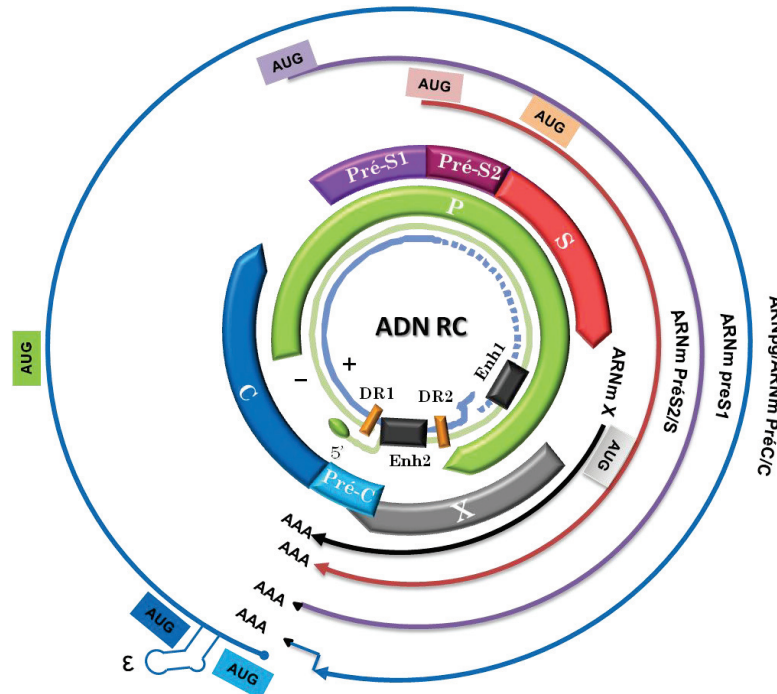 AUG
AUG
AUG
Pré-S1
Pré-S2
P
S
ADN RC
Enh1
+
−
DR1
DR2
5'
Enh2
C
Pré-C
X
AUG
ARNm X
AUG
ARNm PréS2/S
ARNm preS1
ARNpg/ARNm PréC/C
AAA
AAA
AAA
AAA
AUG
ε
AUG